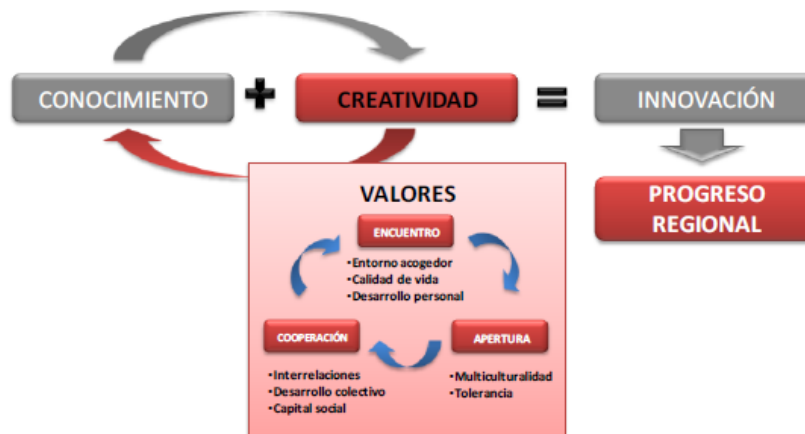 CONOCIMIENTO + CREATIVIDAD = INNOVACIÓN
PROGRESO
REGIONAL
VALORES
ENCUENTRO
•Entorno acogedor
•Calidad de vida
•Desarrollo personal
COOPERACIÓN
•Interrelaciones
•Desarrollo colectivo
•Capital social
APERTURA
•Multiculturalidad
•Tolerancia